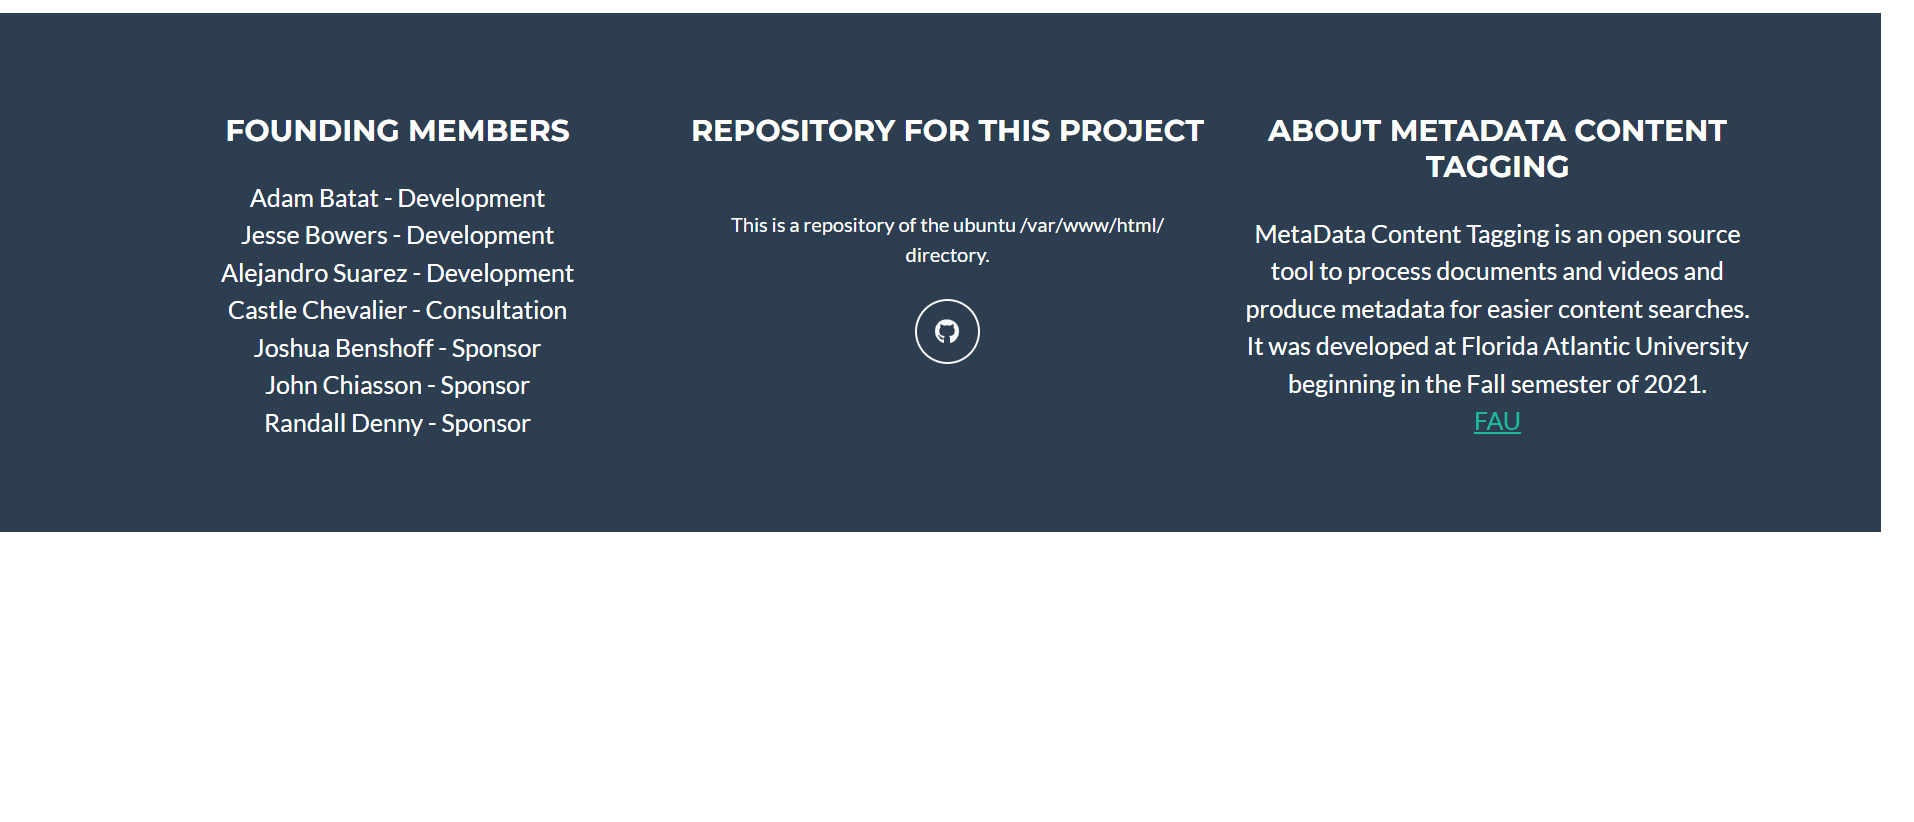 FOUNDING MEMBERS
Adam Batat - Development
Jesse Bowers - Development
Alejandro Suarez - Development
Castle Chevalier - Consultation
Joshua Benshoff - Sponsor
John Chiasson - Sponsor
Randall Denny - Sponsor
REPOSITORY FOR THIS PROJECT
This is a repository of the ubuntu /var/www/html/
directory.
ABOUT METADATA CONTENT
TAGGING
MetaData Content Tagging is an open source
tool to process documents and videos and
produce metadata for easier content searches.
It was developed at Florida Atlantic University
beginning in the Fall semester of 2021.
FAU